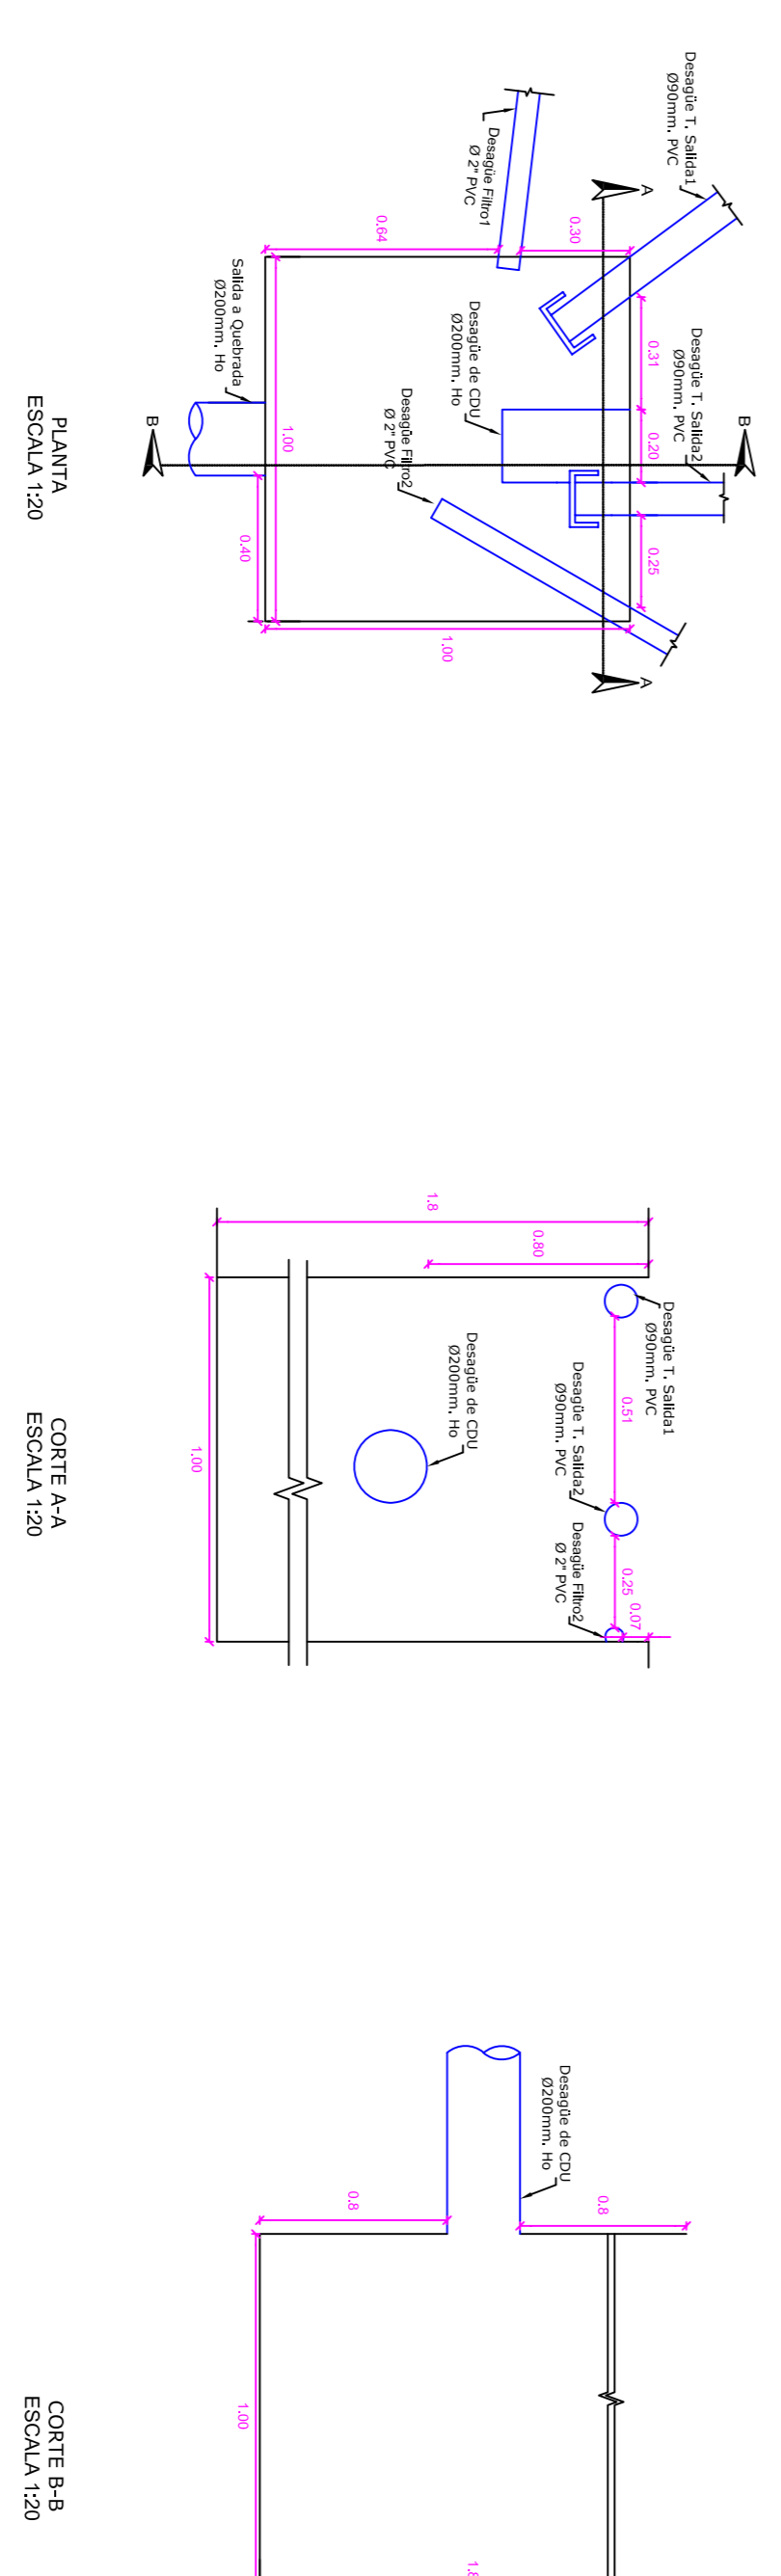 Desagüe T. Salida1
Ø90mm. PVC
Desagüe Filtro1
Ø 2" PVC
A
0.64
0.30
Salida a Quebrada
Ø200mm. Ho
Desagüe de CDU
Ø200mm. Ho
0.31
Desagüe T. Salida2
Ø90mm. PVC
B
B
0.20
Desagüe Filtro2
Ø 2" PVC
1.00
0.40
0.25
1.00
A
PLANTA
ESCALA 1:20
1.8
0.80
Desagüe T. Salida1
Ø90mm. PVC
Desagüe de CDU
Ø200mm. Ho
0.51
Desagüe T. Salida2
Ø90mm. PVC
1.00
Desagüe Filtro2
Ø 2" PVC
0.25
0.07
CORTE A-A
ESCALA 1:20
Desagüe de CDU
Ø200mm. Ho
0.8
0.8
1.00
CORTE B-B
ESCALA 1:20